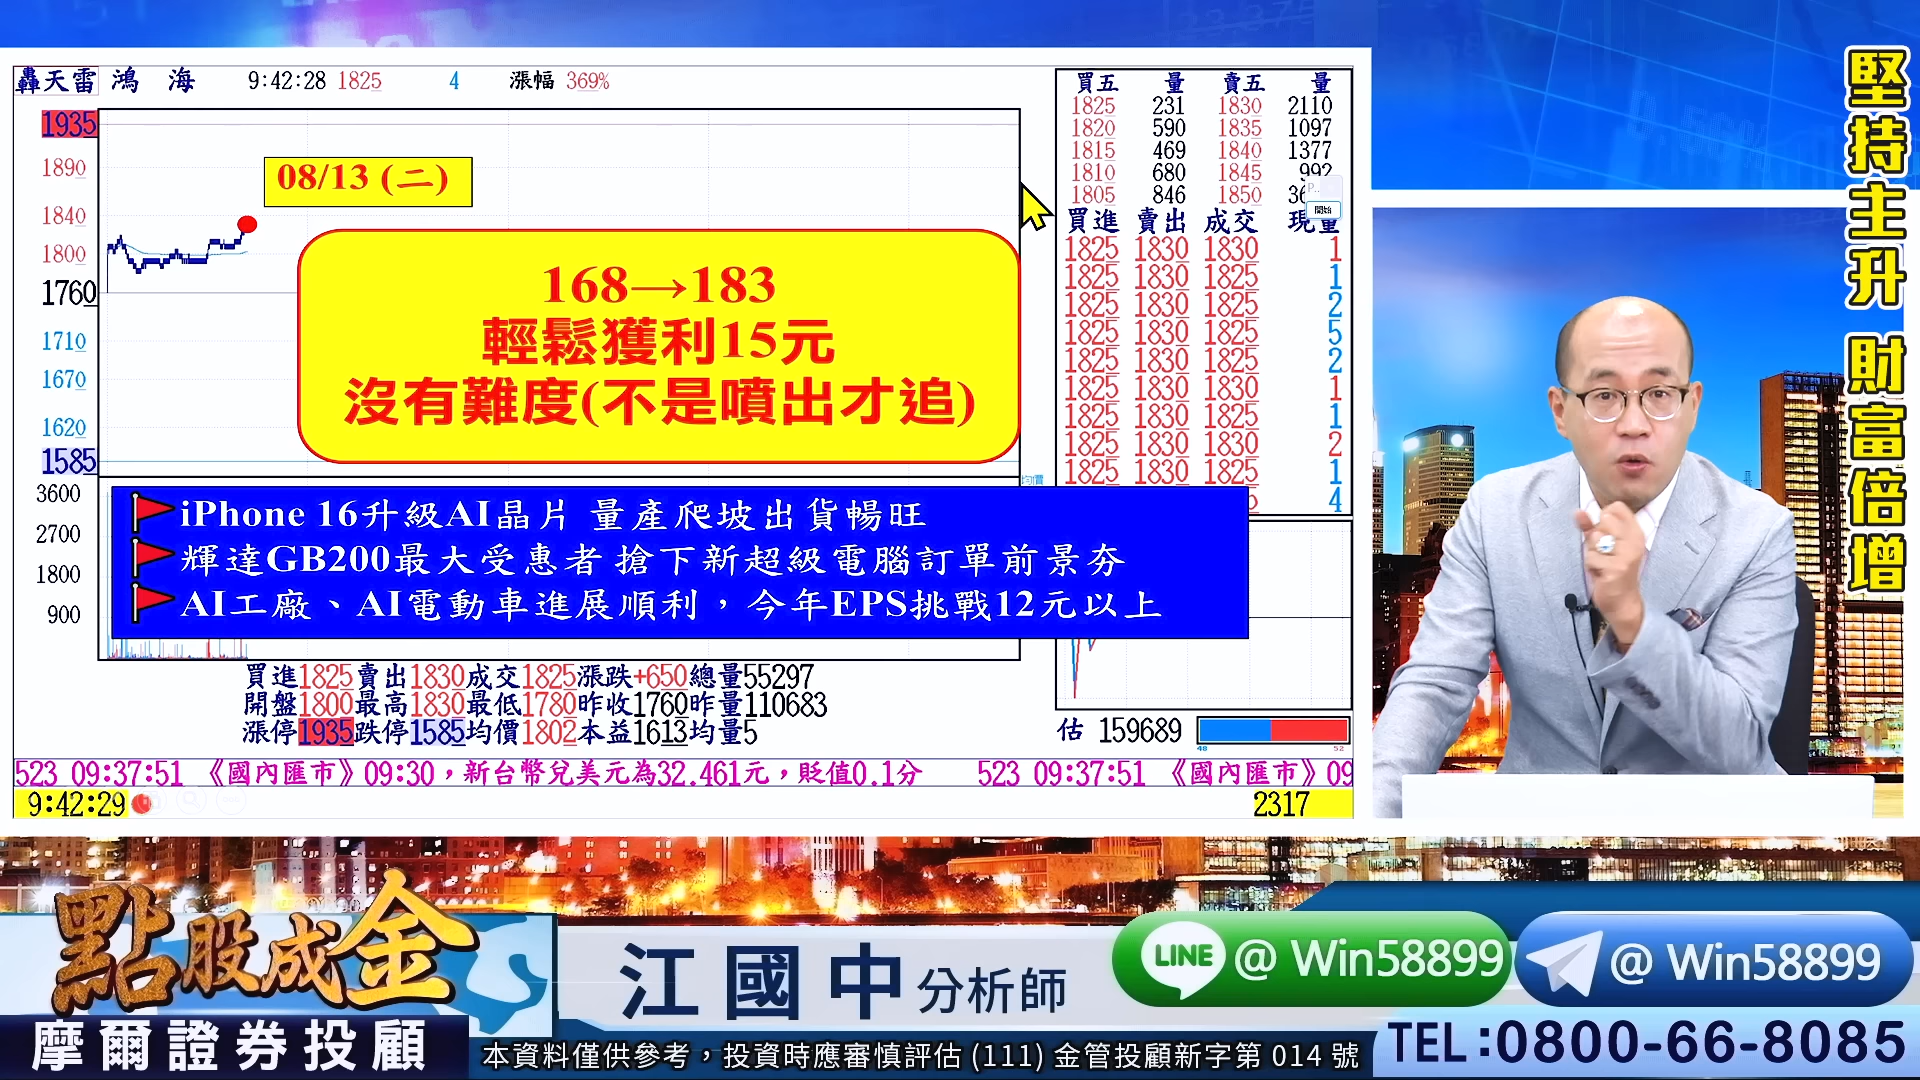 轟天雷 鴻 海 9:42:28 1825 4 漲幅 369%
1935
1890
1840
1800
1760
1710
1670
1620
1585
3600
2700
1800
900
08/13 (二)
168→183
輕鬆獲利15元
沒有難度(不是噴出才追)
iPhone 16升級AI晶片 量產爬坡出貨暢旺
輝達GB200最大受惠者 搶下新超級電腦訂單前景夯
AI工廠、AI電動車進展順利，今年EPS挑戰12元以上
買五 量 賣五 量
1825 231 1830 2110
1820 590 1835 1097
1815 469 1840 1377
1810 680 1845 992
1805 846 1850
開始
買進 賣出 成交 現量
1825 1830 1830 1
1825 1830 1825 1
1825 1830 1825 2
1825 1830 1825 5
1825 1830 1825 2
1825 1830 1830 1
1825 1830 1825 1
1825 1830 1830 2
1825 1830 1825 1
4
均價
買進1825賣出1830成交1825漲跌+650總量55297
開盤1800最高1830最低1780昨收1760昨量110683
漲停1935跌停1585均價1802本益1613均量5
估 159689
48 52
523 09:37:51 《國內匯市》09:30，新台幣兌美元為32.461元，貶值0.1分 523 09:37:51 《國內匯市》09
9:42:29
2317
堅持主升 財富倍增
點股成金
摩爾證券投顧
江國中 分析師
LINE @ Win58899
@ Win58899
本資料僅供參考，投資時應審慎評估 (111) 金管投顧新字第 014 號
TEL:0800-66-8085